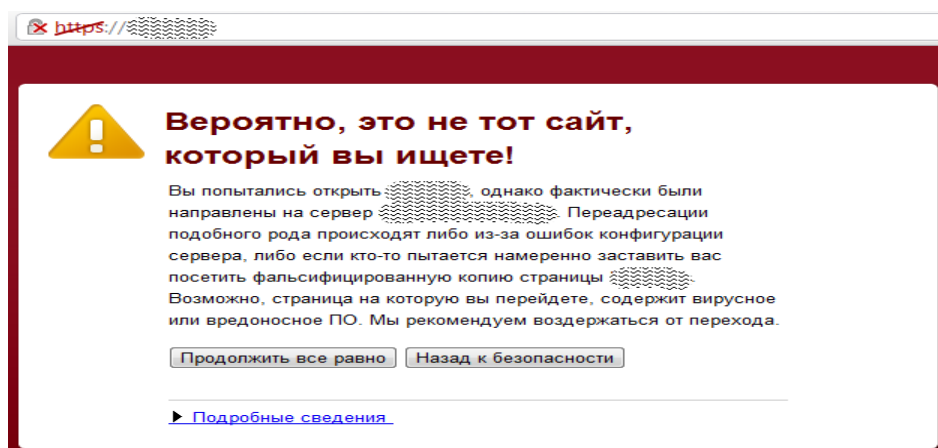 https://
Вероятно, это не тот сайт,
который вы ищете!
Вы попытались открыть , однако фактически были
направлены на сервер . Переадресации
подобного рода происходят либо из-за ошибок конфигурации
сервера, либо если кто-то пытается намеренно заставить вас
посетить фальсифицированную копию страницы .
Возможно, страница на которую вы перейдете, содержит вирусное
или вредоносное ПО. Мы рекомендуем воздержаться от перехода.
Продолжить все равно Назад к безопасности
Подробные сведения